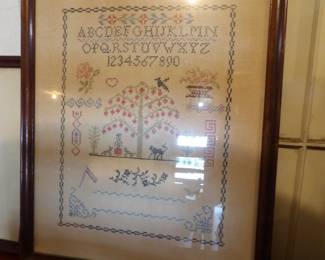 ABCDEFGHIJKLMN
OPQRSTUVWXYZ
1234567890